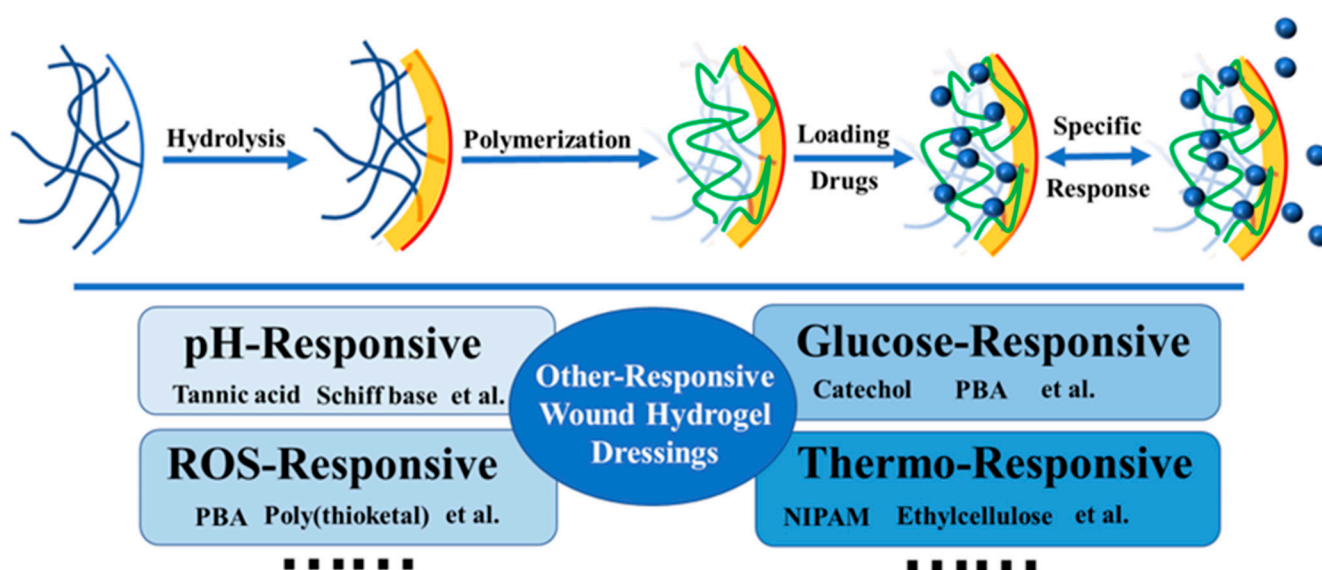 Hydrolysis
Polymerization
Loading
Drugs
Specific
Response
pH-Responsive
Tannic acid Schiff base et al.
Other-Responsive
Wound Hydrogel
Dressings
Glucose-Responsive
Catechol PBA et al.
ROS-Responsive
PBA Poly(thioketal) et al.
Thermo-Responsive
NIPAM Ethylcellulose et al.